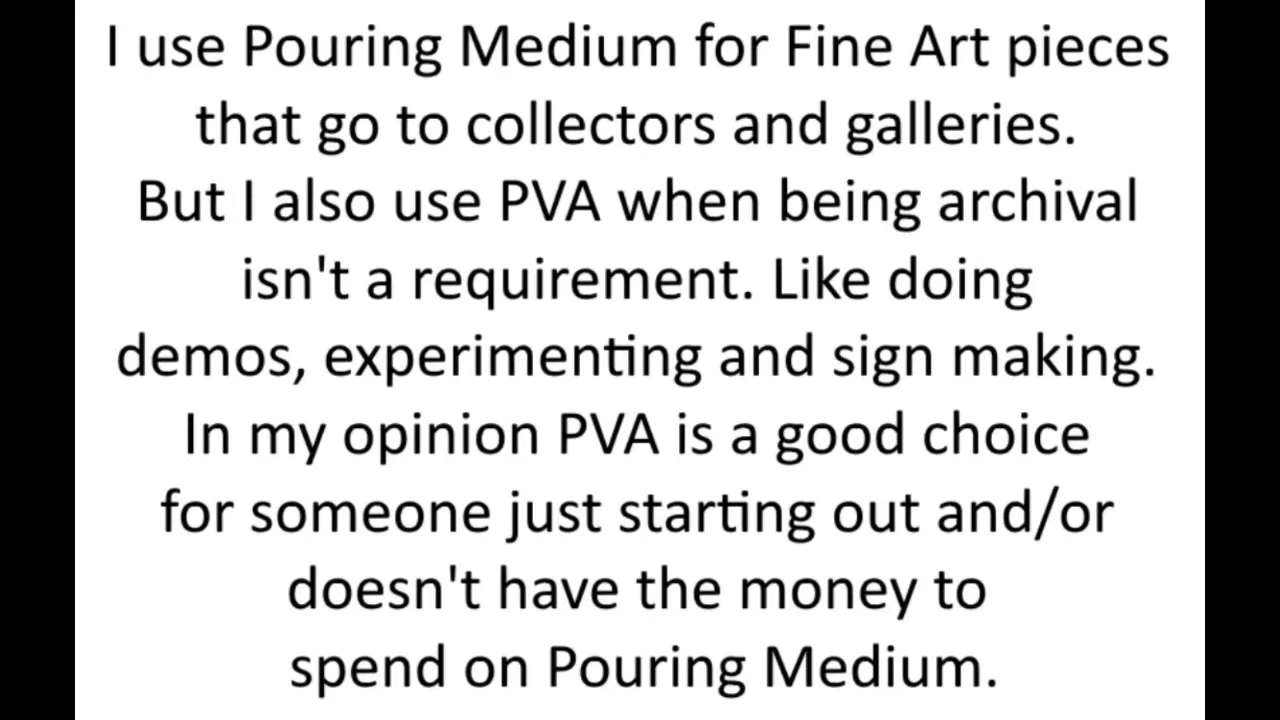 I use Pouring Medium for Fine Art pieces
that go to collectors and galleries.
But I also use PVA when being archival
isn't a requirement. Like doing
demos, experimenting and sign making.
In my opinion PVA is a good choice
for someone just starting out and/or
doesn't have the money to
spend on Pouring Medium.